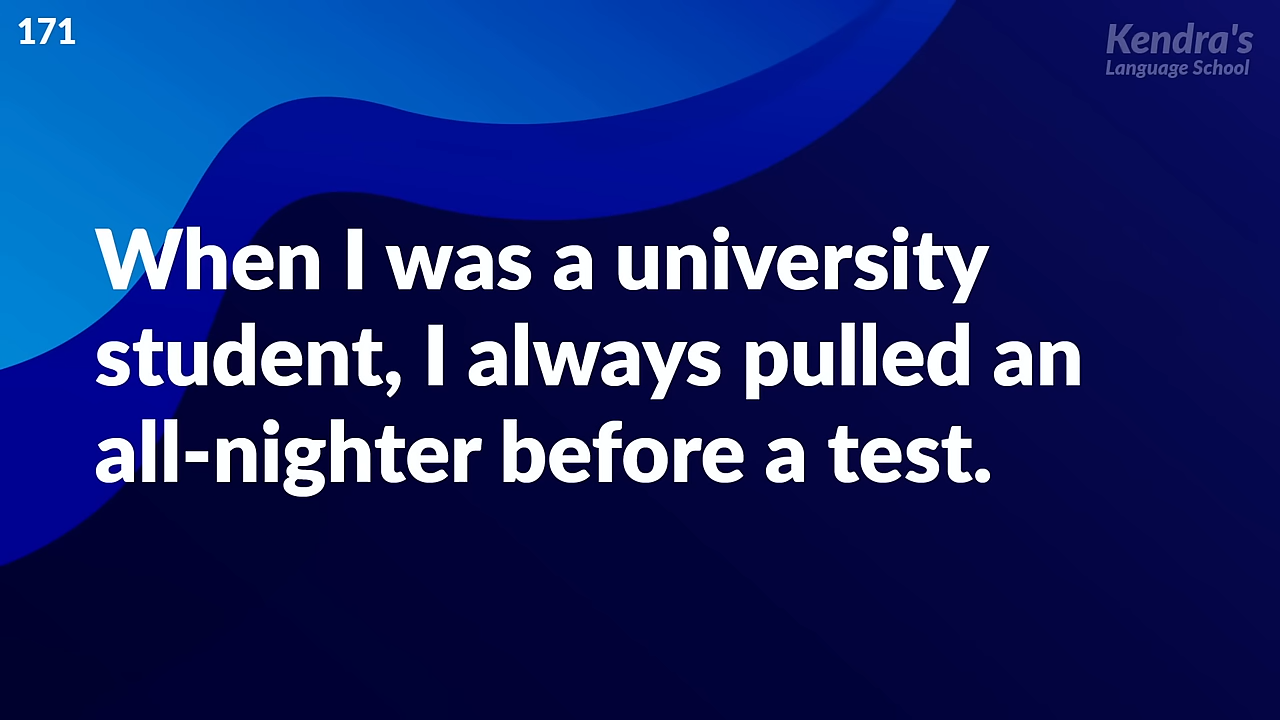 171
Kendra's
Language School
When I was a university
student, I always pulled an
all-nighter before a test.